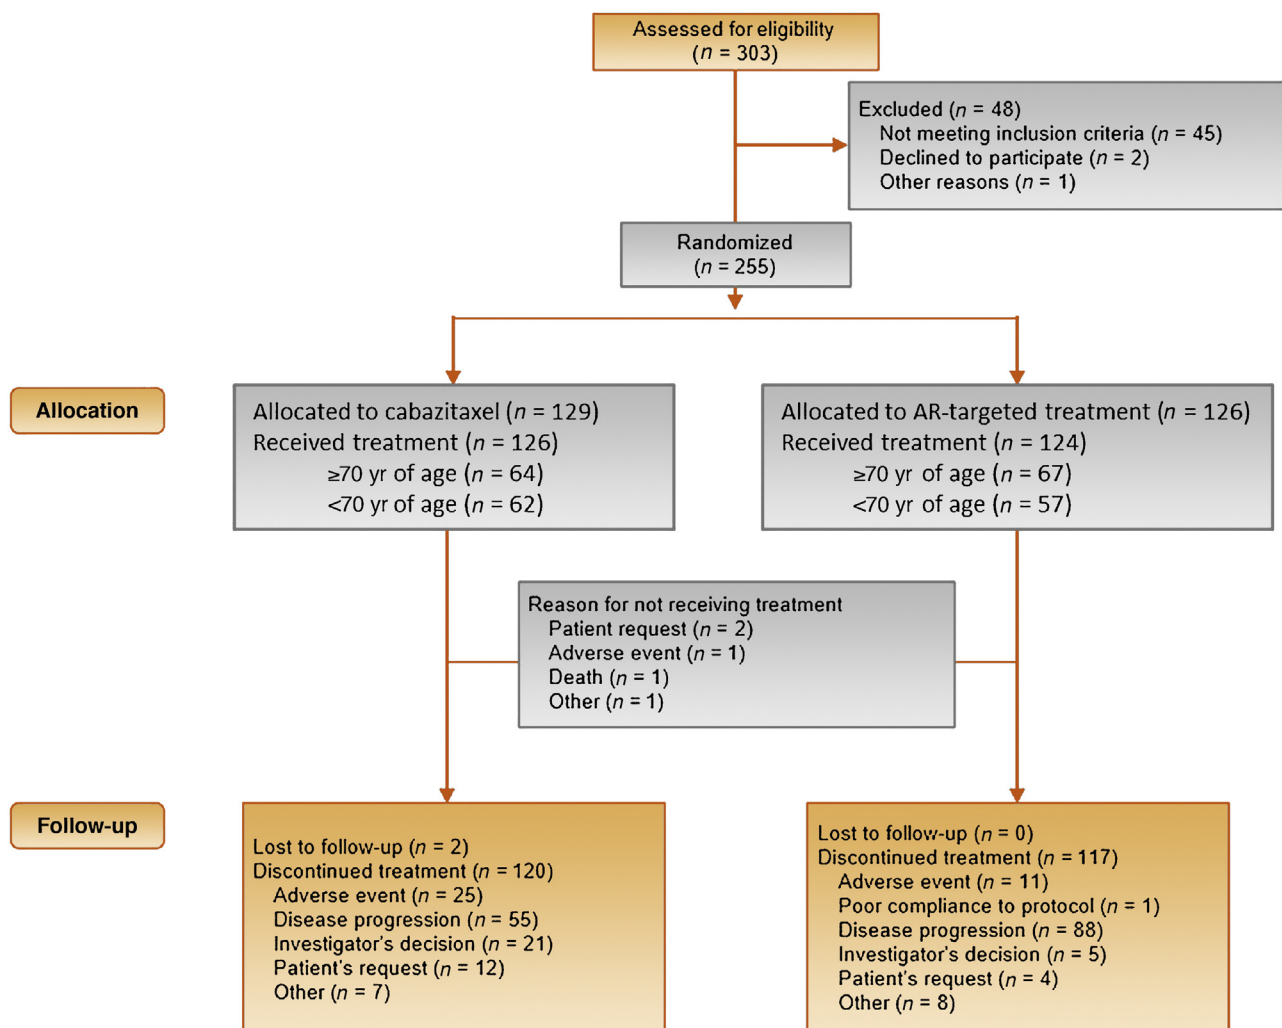 Assessed for eligibility
(n = 303)
Excluded (n = 48)
Not meeting inclusion criteria (n = 45)
Declined to participate (n = 2)
Other reasons (n = 1)
Randomized
(n = 255)
Allocation
Allocated to cabazitaxel (n = 129)
Received treatment (n = 126)
≥70 yr of age (n = 64)
<70 yr of age (n = 62)
Allocated to AR-targeted treatment (n = 126)
Received treatment (n = 124)
≥70 yr of age (n = 67)
<70 yr of age (n = 57)
Reason for not receiving treatment
Patient request (n = 2)
Adverse event (n = 1)
Death (n = 1)
Other (n = 1)
Follow-up
Lost to follow-up (n = 2)
Discontinued treatment (n = 120)
Adverse event (n = 25)
Disease progression (n = 55)
Investigator's decision (n = 21)
Patient's request (n = 12)
Other (n = 7)
Lost to follow-up (n = 0)
Discontinued treatment (n = 117)
Adverse event (n = 11)
Poor compliance to protocol (n = 1)
Disease progression (n = 88)
Investigator's decision (n = 5)
Patient's request (n = 4)
Other (n = 8)